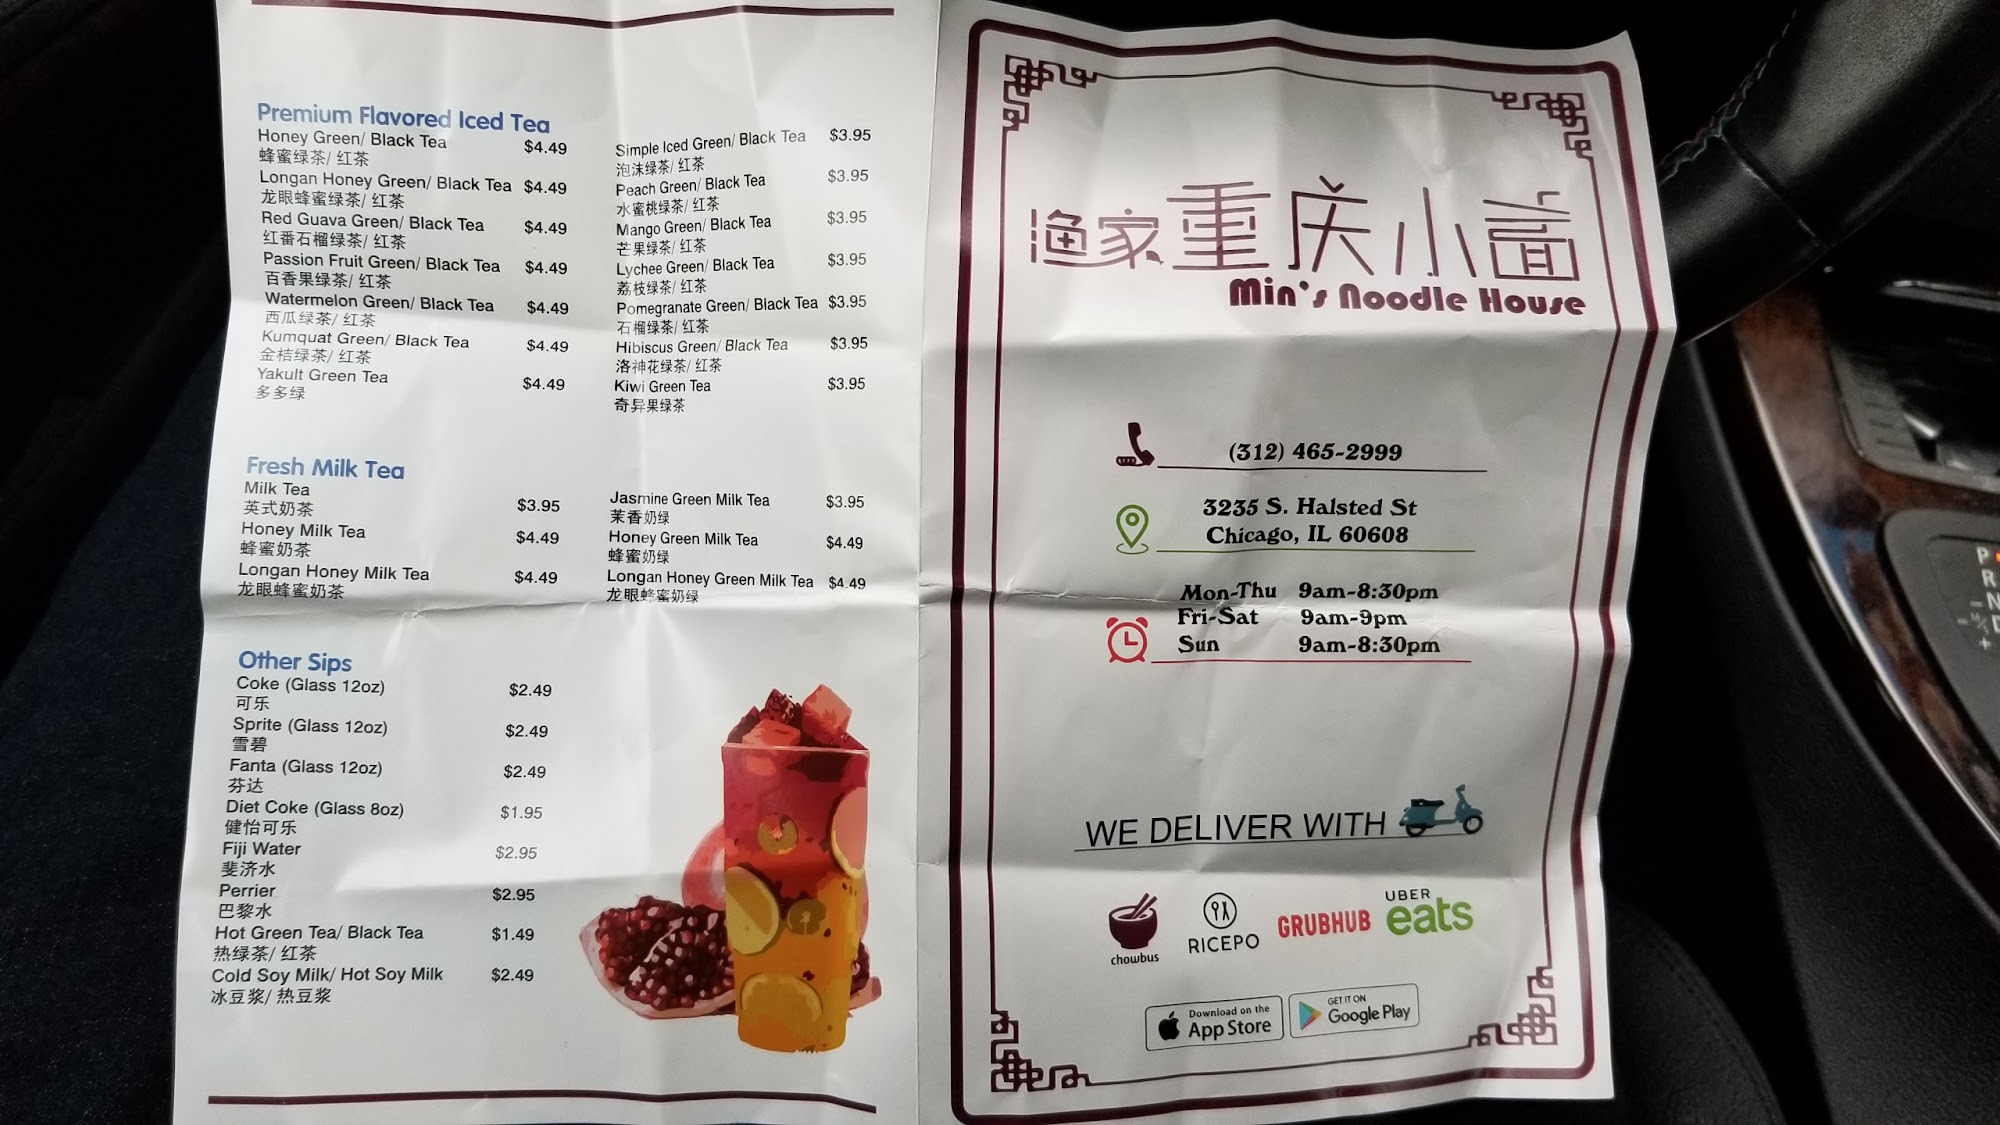 Premium Flavored Iced Tea
Honey Green/ Black Tea $4.49
蜂蜜绿茶/ 红茶
Longan Honey Green/ Black Tea $4.49
龙眼蜂蜜绿茶/ 红茶
Red Guava Green/ Black Tea $4.49
红番石榴绿茶/ 红茶
Passion Fruit Green/ Black Tea $4.49
百香果绿茶/ 红茶
Watermelon Green/ Black Tea $4.49
西瓜绿茶/ 红茶
Kumquat Green/ Black Tea $4.49
金桔绿茶/ 红茶
Yakult Green Tea $4.49
多多绿
Simple Iced Green/ Black Tea $3.95
泡沫绿茶/ 红茶
Peach Green/ Black Tea $3.95
水蜜桃绿茶/ 红茶
Mango Green/ Black Tea $3.95
芒果绿茶/ 红茶
Lychee Green/ Black Tea $3.95
荔枝绿茶/ 红茶
Pomegranate Green/ Black Tea $3.95
石榴绿茶/ 红茶
Hibiscus Green/ Black Tea $3.95
洛神花绿茶/ 红茶
Kiwi Green Tea $3.95
奇异果绿茶
Fresh Milk Tea
Milk Tea $3.95
英式奶茶
Honey Milk Tea $4.49
蜂蜜奶茶
Longan Honey Milk Tea $4.49
龙眼蜂蜜奶茶
Jasmine Green Milk Tea $3.95
茉香奶绿
Honey Green Milk Tea $4.49
蜂蜜奶绿
Longan Honey Green Milk Tea $4.49
龙眼蜂蜜奶绿
Other Sips
Coke (Glass 12oz) $2.49
可乐
Sprite (Glass 12oz) $2.49
雪碧
Fanta (Glass 12oz) $2.49
芬达
Diet Coke (Glass 8oz) $1.95
健怡可乐
Fiji Water $2.95
斐济水
Perrier $2.95
巴黎水
Hot Green Tea/ Black Tea $1.49
热绿茶/ 红茶
Cold Soy Milk/ Hot Soy Milk $2.49
冰豆浆/ 热豆浆
渔家重庆小面
Min's Noodle House
(312) 465-2999
3235 S. Halsted St
Chicago, IL 60608
Mon-Thu 9am-8:30pm
Fri-Sat 9am-9pm
Sun 9am-8:30pm
WE DELIVER WITH
chowbus
RICEPO
GRUBHUB
UBER
eats
Download on the
App Store
GET IT ON
Google Play
P
R
N
D